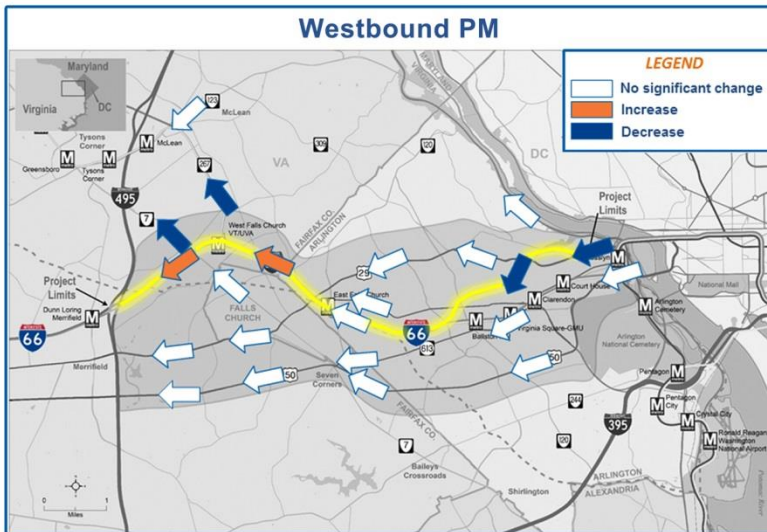 Westbound PM
LEGEND
No significant change
Increase
Decrease
Maryland
Virginia
DC
123
McLean
Tysons
Corner
McLean
Greensboro
Tysons
Corner
267
VA
309
120
DC
MARYLAND
VIRGINIA
495
7
West Falls Church
VT/UVA
FAIRFAX CO.
ARLINGTON
Project
Limits
29
Court House
Clarendon
Virginia Square-GMU
Ballston
National Mall
Arlington
Cemetery
Arlington
National Cemetery
Project
Limits
Dunn Loring
Merrifield
66
Merrifield
FALLS
CHURCH
East Falls Church
66
613
50
Seven
Corners
50
Pentagon
Pentagon
City
Crystal City
Ronald Reagan
Washington
National Airport
244
395
FAIRFAX CO.
7
120
Baileys
Crossroads
Shirlington
ARLINGTON
ALEXANDRIA
Potomac River
0
1
Miles